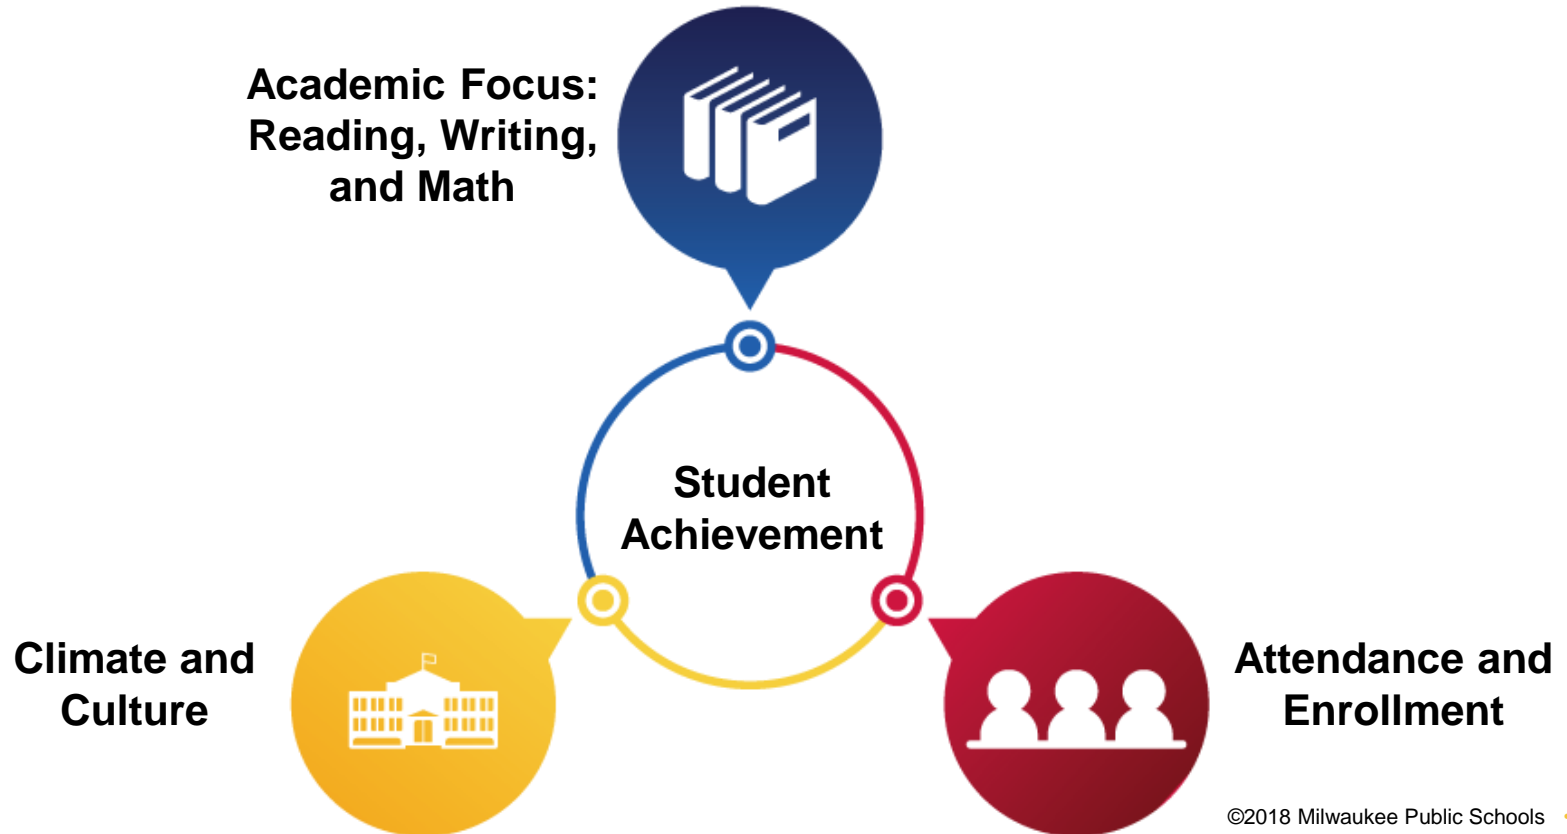 Academic Focus:
Reading, Writing,
and Math
Student
Achievement
Climate and
Culture
Attendance and
Enrollment
©2018 Milwaukee Public Schools